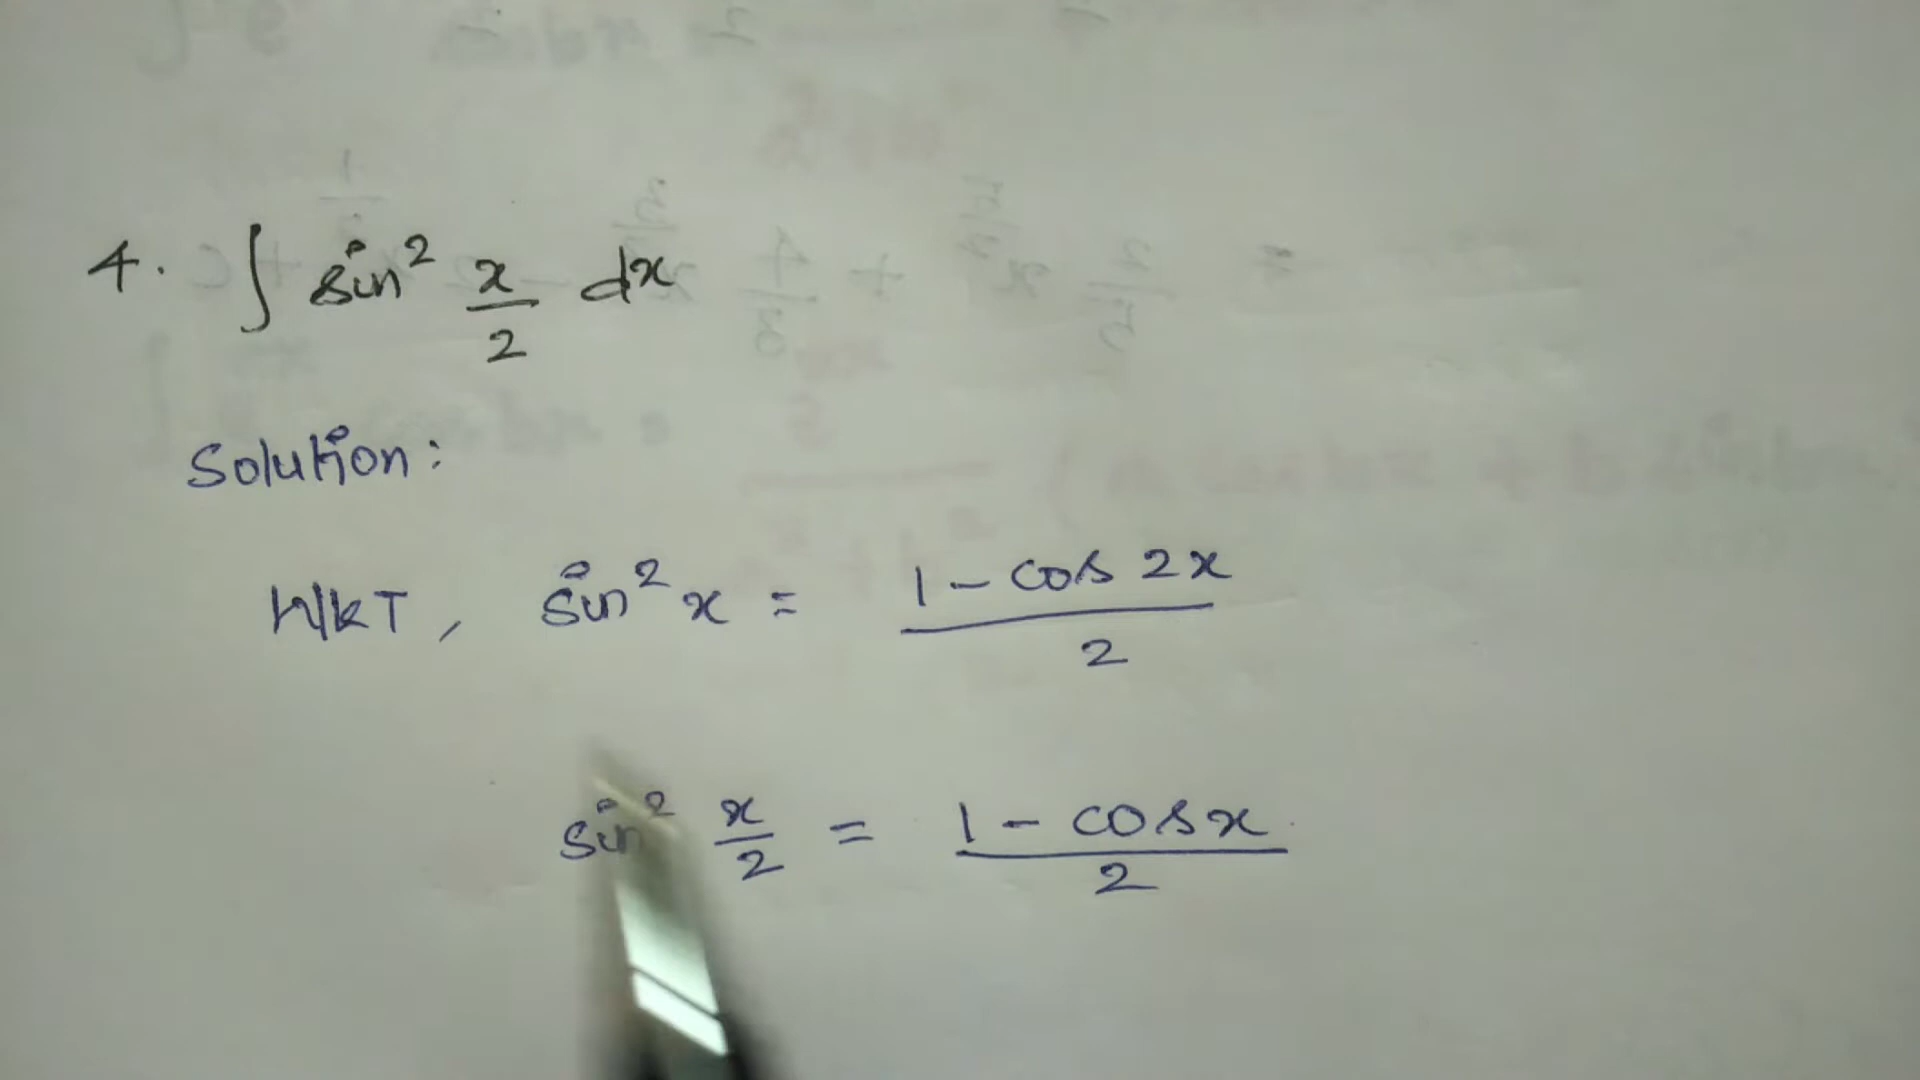 4. ∫ sin² x/2 dx
Solution:
WKT, sin² x = (1 - cos 2x)/2
sin² x/2 = (1 - cos x)/2